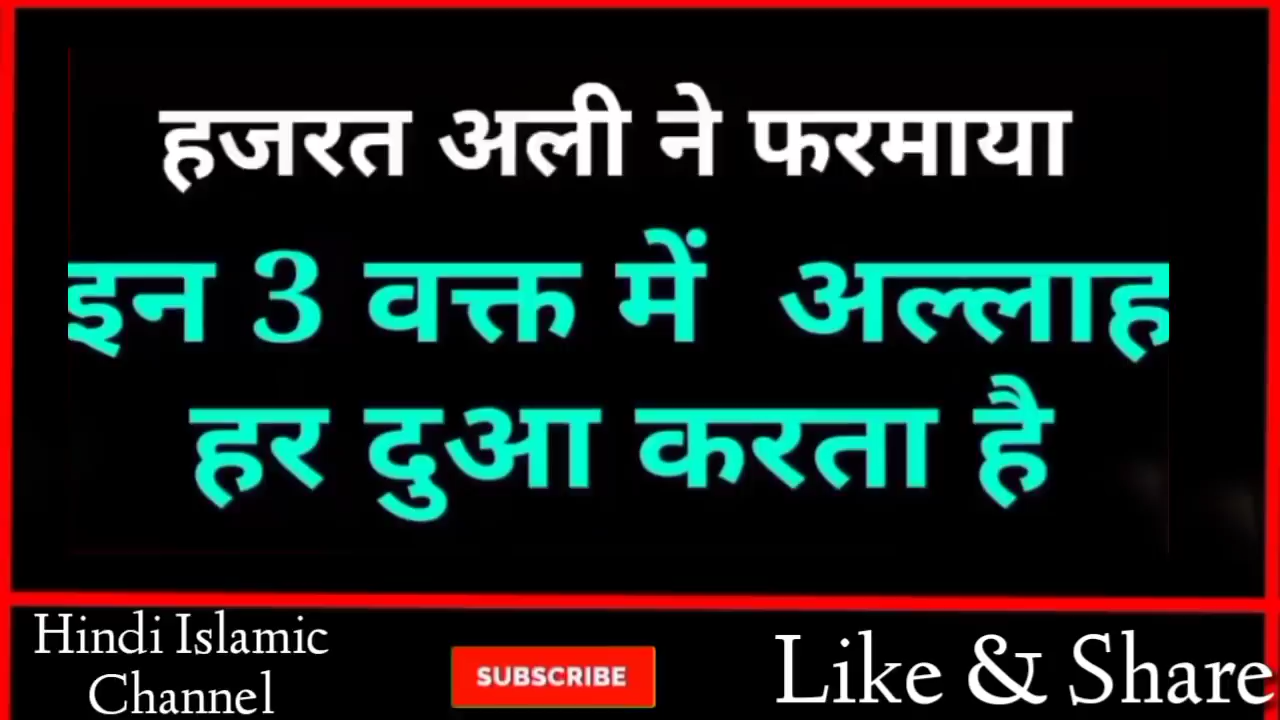 हजरत अली ने फरमाया
इन 3 वक्त में अल्लाह
हर दुआ करता है
Hindi Islamic
Channel
SUBSCRIBE
Like & Share